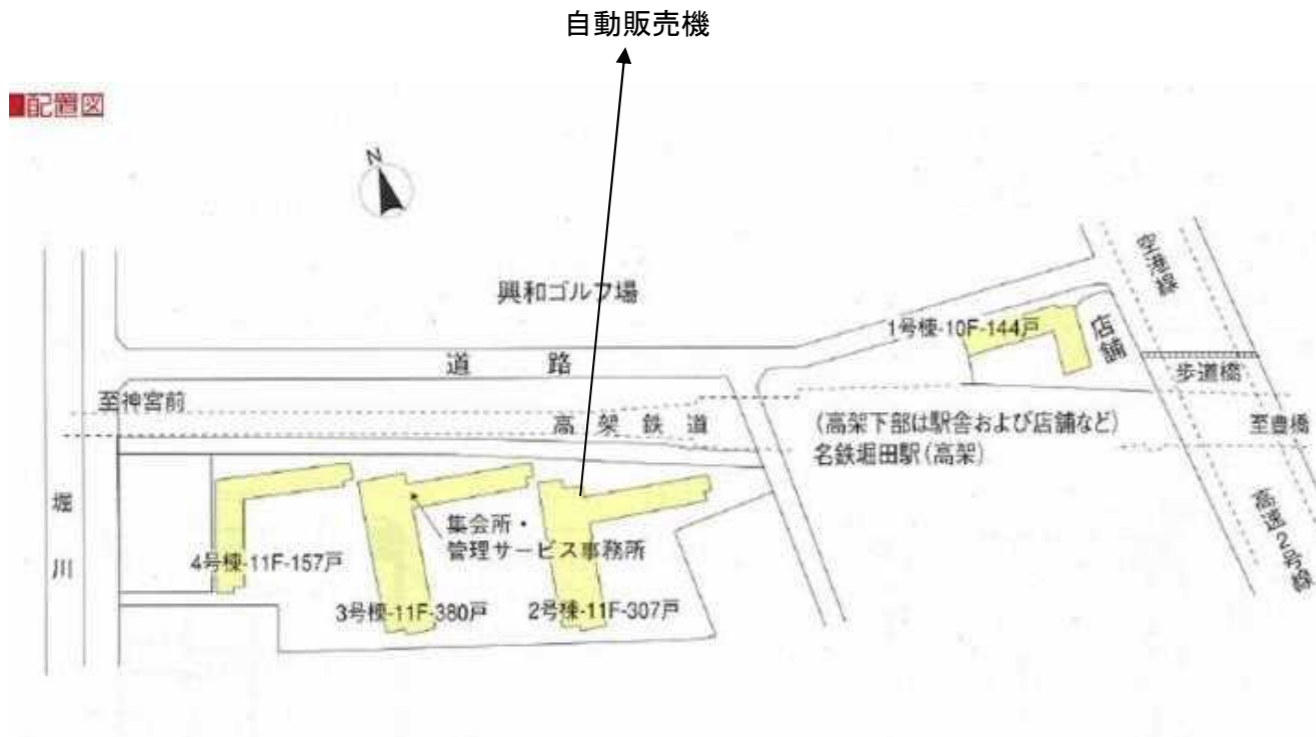 自動販売機
■配置図
N
空港線
興和ゴルフ場
1号棟-10F-144戸
店舗
道路
歩道橋
至神宮前
高架鉄道
(高架下部は駅舎および店舗など)
至豊橋
名鉄堀田駅(高架)
堀川
集会所・
管理サービス事務所
高速2号線
4号棟-11F-157戸
3号棟-11F-380戸
2号棟-11F-307戸